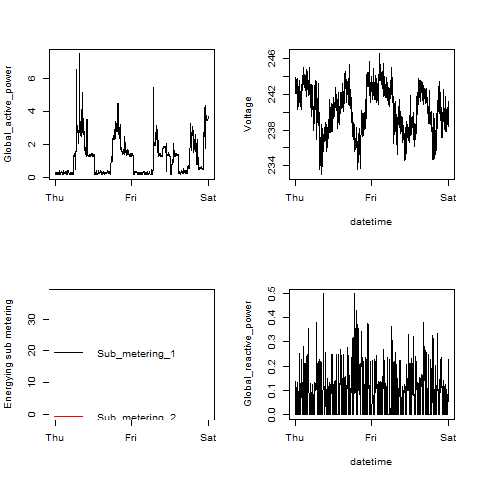 Global_active_power
6
4
2
0
Thu Fri Sat
Voltage
246
242
238
234
Thu Fri Sat
datetime
Energying sub metering
30
20
10
0
Sub_metering_1
Sub_metering_2
Thu Fri Sat
Global_reactive_power
0.5
0.4
0.3
0.2
0.1
0.0
Thu Fri Sat
datetime